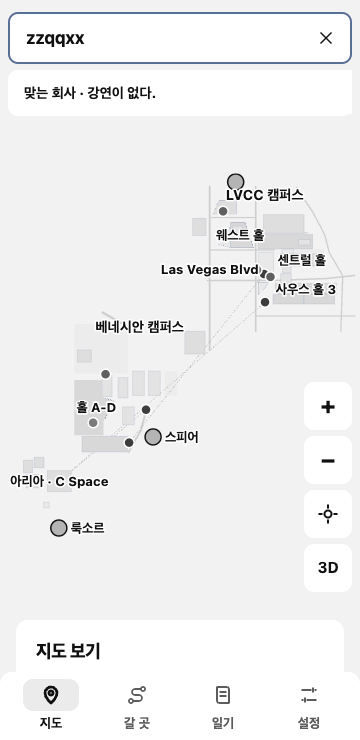 zzqqxx
맞는 회사 · 강연이 없다.
LVCC 캠퍼스
웨스트 홀
센트럴 홀
Las Vegas Blvd
사우스 홀 3
베네시안 캠퍼스
홀 A-D
스피어
아리아 · C Space
룩소르
+
−
3D
지도 보기
지도
갈 곳
일기
설정